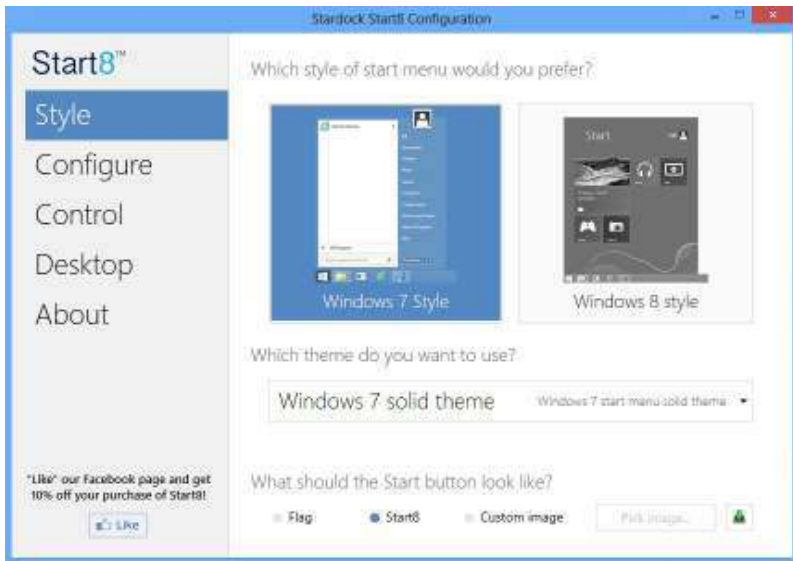 Stardock Start8 Configuration
Start8™
Style
Configure
Control
Desktop
About
"Like" our Facebook page and get
10% off your purchase of Start8!
Like
Which style of start menu would you prefer?
Windows 7 Style
Start
Windows 8 style
Which theme do you want to use?
Windows 7 solid theme
Windows 7 start menu solid theme
What should the Start button look like?
Flag
Start8
Custom image
Pick image...